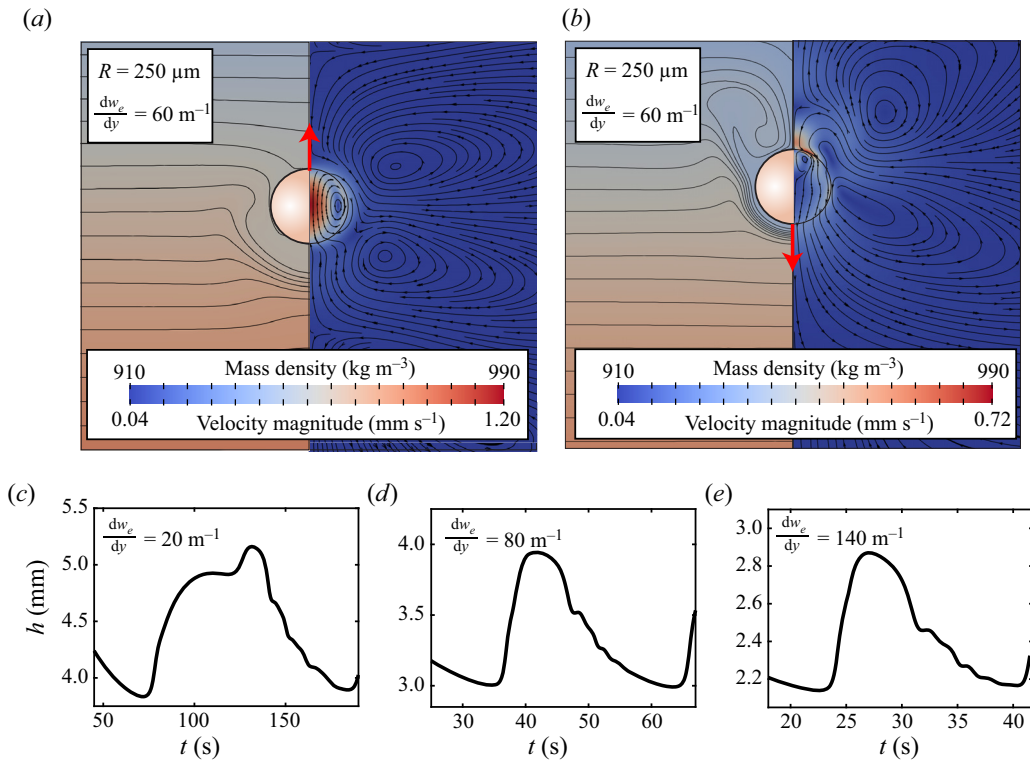 (a)
R = 250 µm
dw_e/dy = 60 m⁻¹
910 Mass density (kg m⁻³) 990
0.04 Velocity magnitude (mm s⁻¹) 1.20
(b)
R = 250 µm
dw_e/dy = 60 m⁻¹
910 Mass density (kg m⁻³) 990
0.04 Velocity magnitude (mm s⁻¹) 0.72
(c)
dw_e/dy = 20 m⁻¹
5.5
5.0
4.5
4.0
h (mm)
50 100 150
t (s)
(d)
dw_e/dy = 80 m⁻¹
4.0
3.5
3.0
30 40 50 60
t (s)
(e)
dw_e/dy = 140 m⁻¹
3.0
2.8
2.6
2.4
2.2
20 25 30 35 40
t (s)